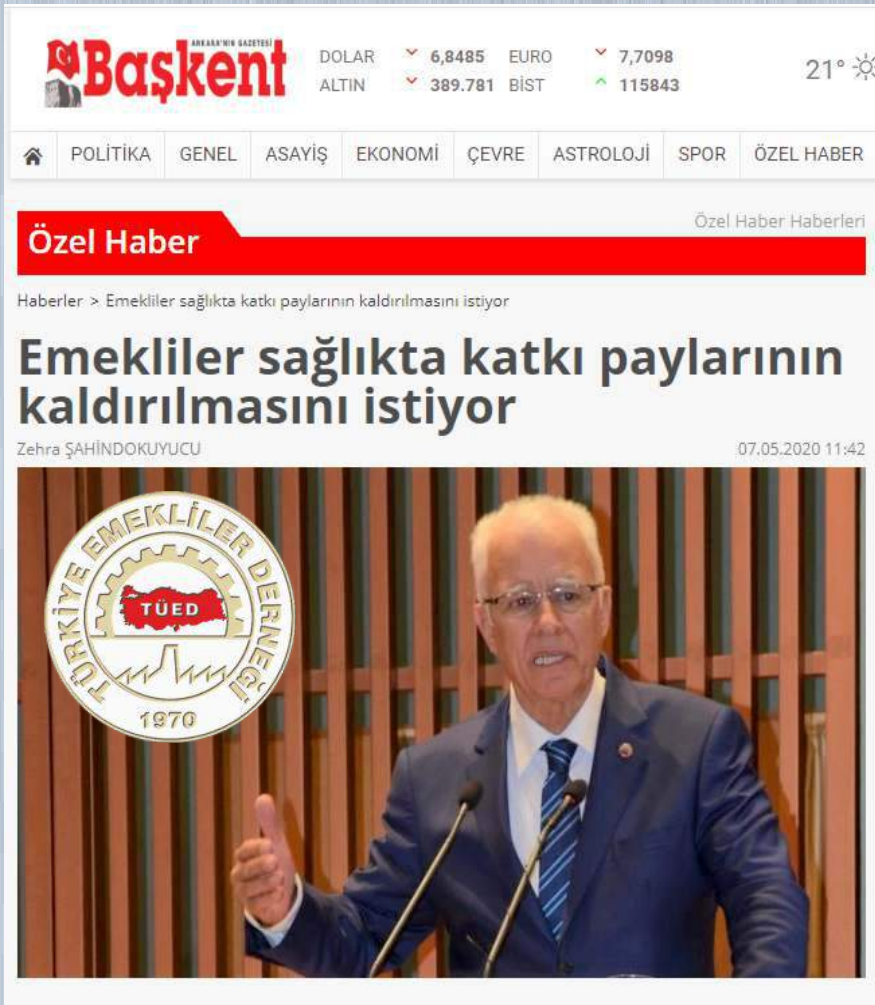 ANKARA'NIN GAZETESİ
Başkent
DOLAR 6,8485 EURO 7,7098
ALTIN 389.781 BİST 115843
21°
POLİTİKA GENEL ASAYİŞ EKONOMİ ÇEVRE ASTROLOJİ SPOR ÖZEL HABER
Özel Haber Haberleri
Özel Haber
Haberler > Emekliler sağlıkta katkı paylarının kaldırılmasını istiyor
Emekliler sağlıkta katkı paylarının
kaldırılmasını istiyor
Zehra ŞAHİNDOKUYUCU 07.05.2020 11:42
TÜRKİYE EMEKLİLER DERNEĞİ
TÜED
1970